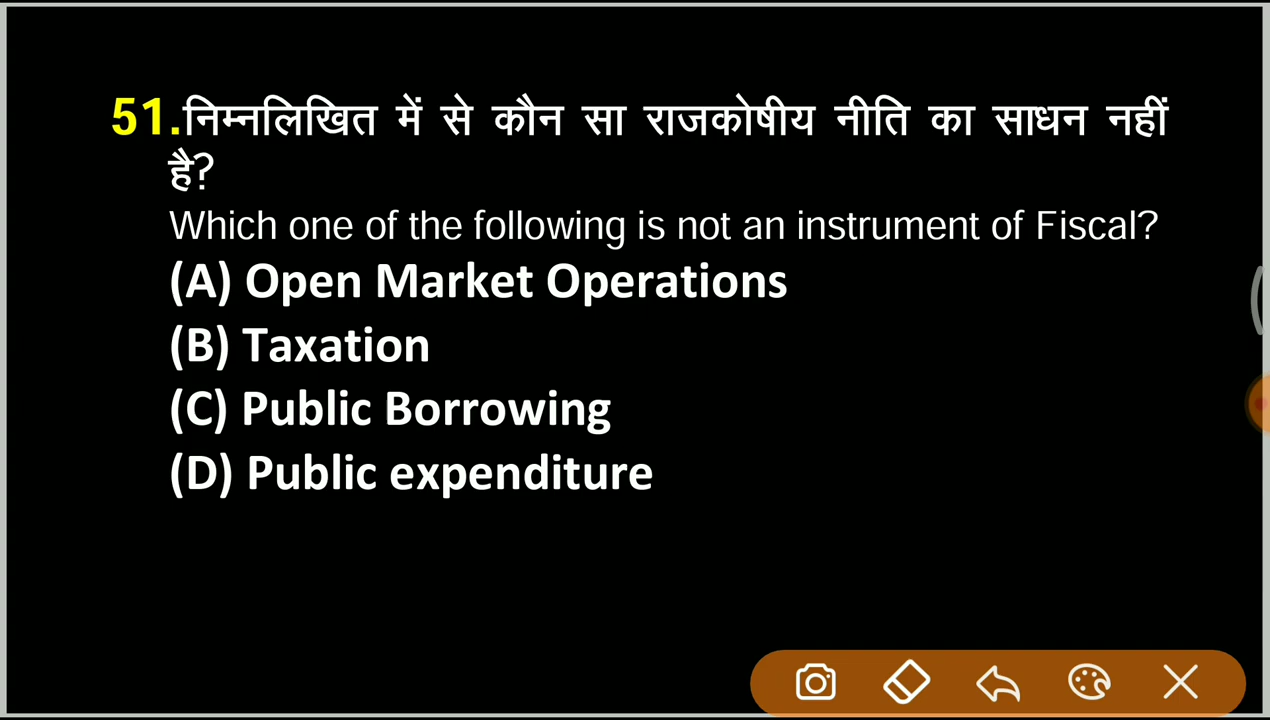 51.निम्नलिखित में से कौन सा राजकोषीय नीति का साधन नहीं
है?
Which one of the following is not an instrument of Fiscal?
(A) Open Market Operations
(B) Taxation
(C) Public Borrowing
(D) Public expenditure